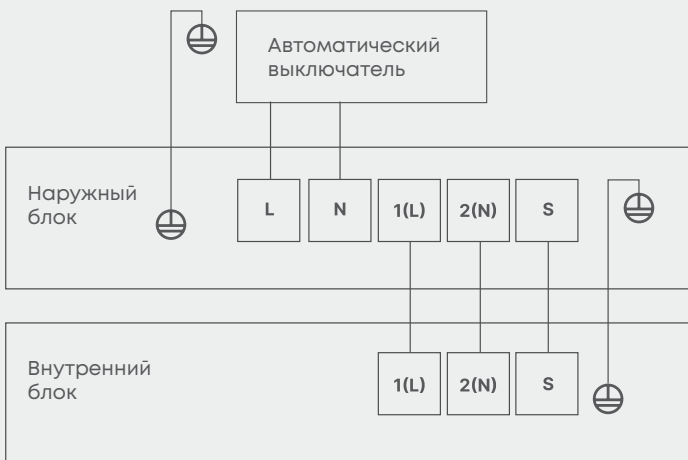 Автоматический
выключатель
Наружный
блок
L
N
1(L)
2(N)
S
Внутренний
блок
1(L)
2(N)
S